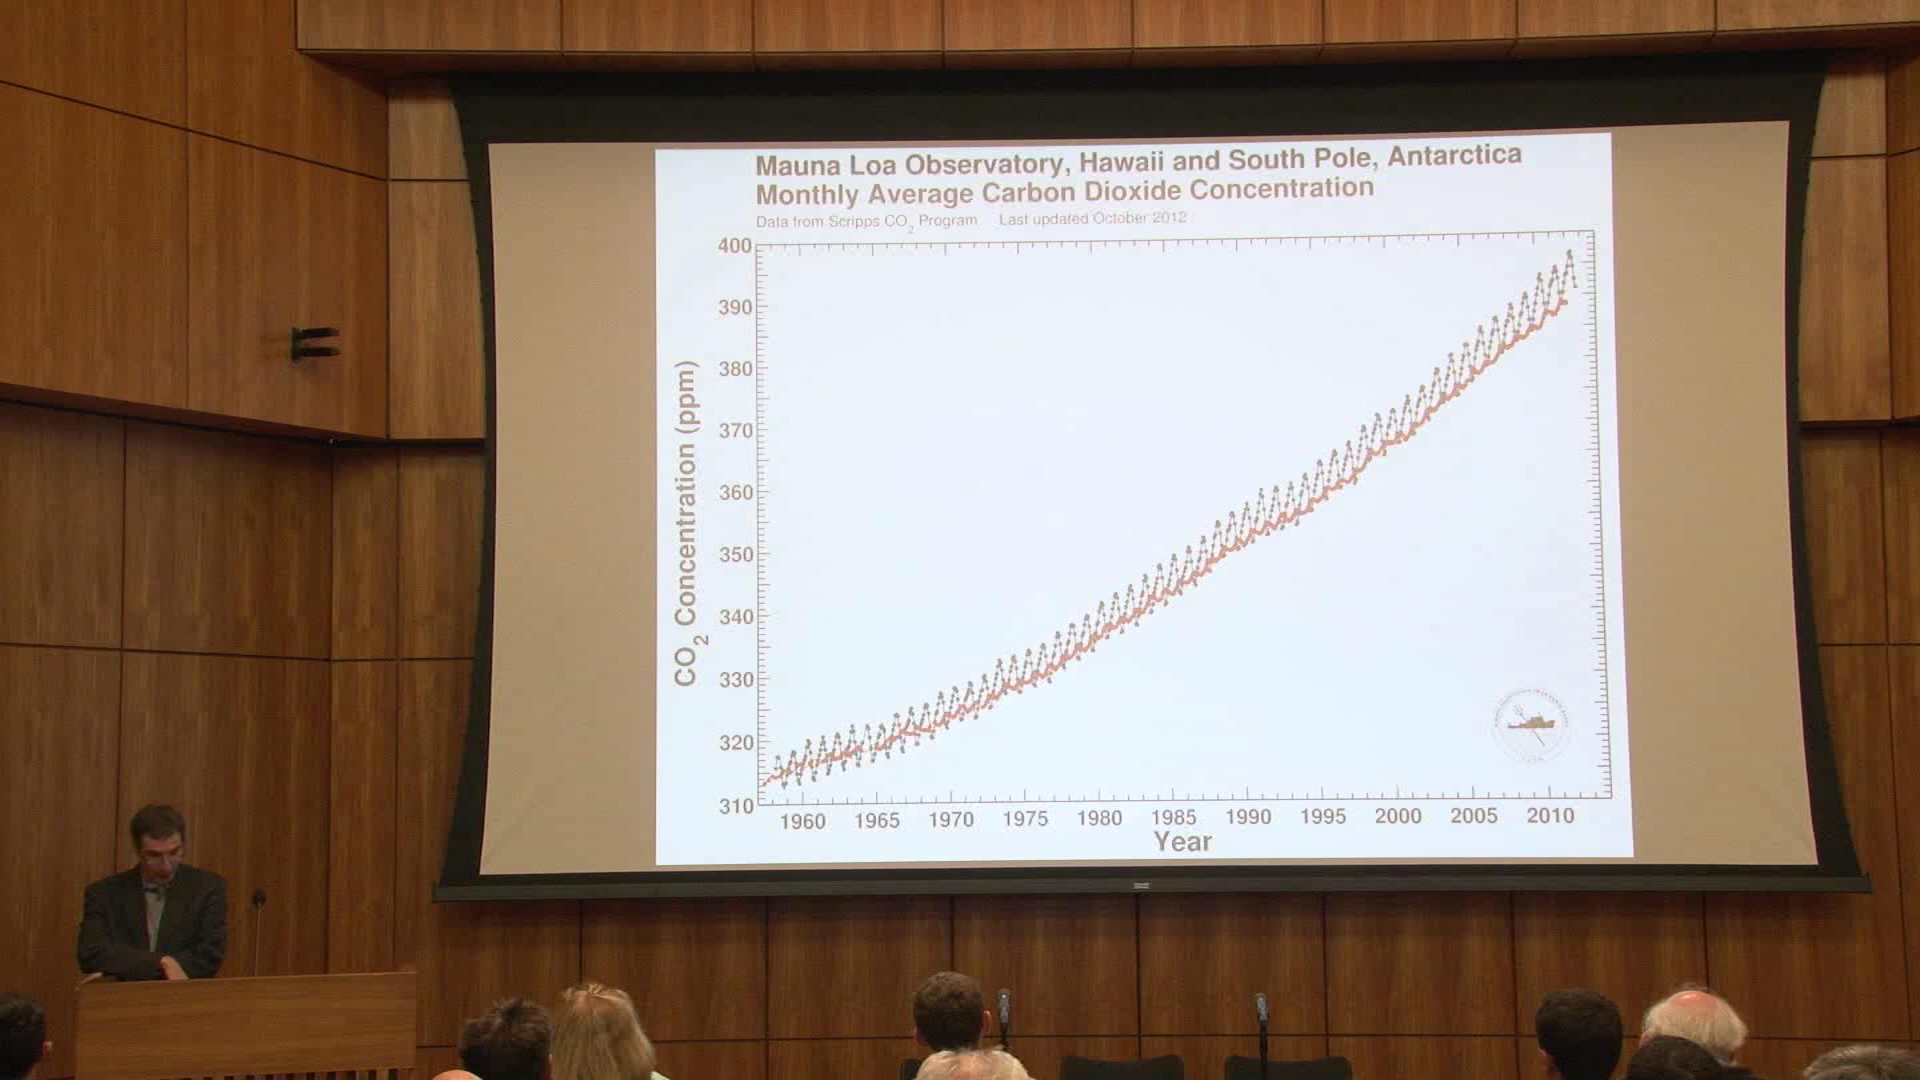 Mauna Loa Observatory, Hawaii and South Pole, Antarctica
Monthly Average Carbon Dioxide Concentration
Data from Scripps CO2 Program Last updated October 2012
400
390
380
370
360
350
340
330
320
310
CO2 Concentration (ppm)
1960 1965 1970 1975 1980 1985 1990 1995 2000 2005 2010
Year